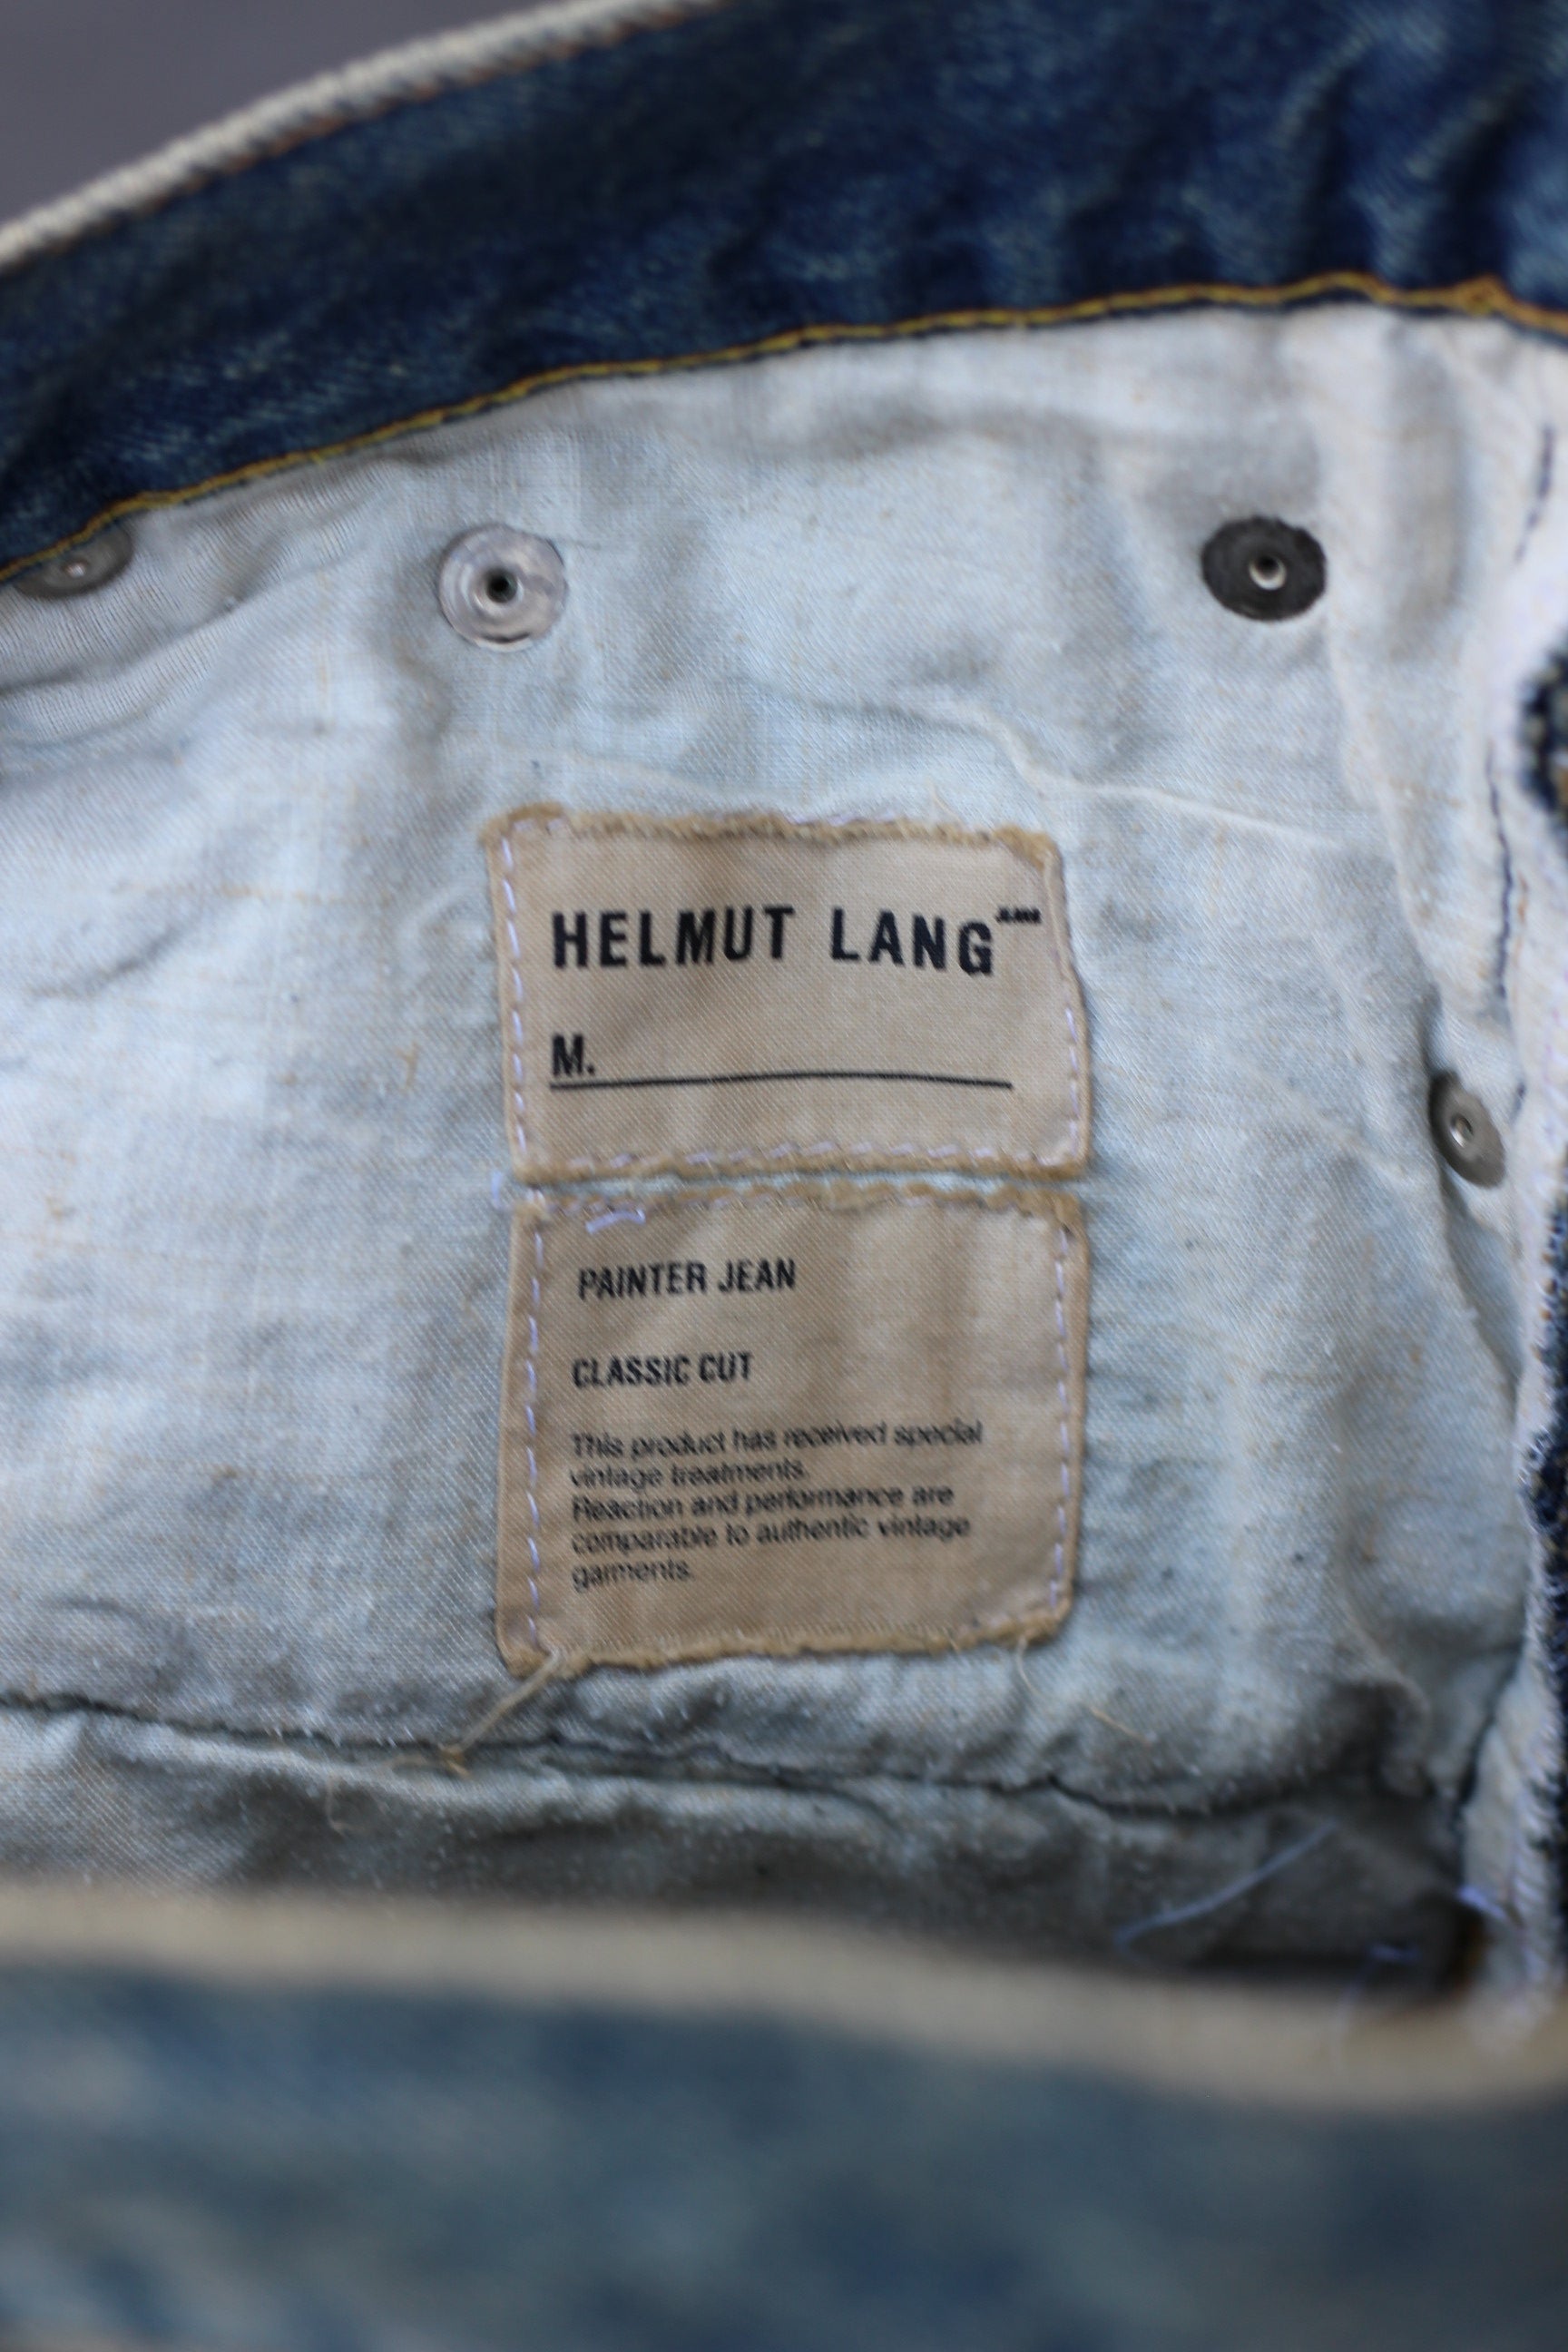 HELMUT LANG JEANS
M.
PAINTER JEAN
CLASSIC CUT
This product has received special
vintage treatments.
Reaction and performance are
comparable to authentic vintage
garments.